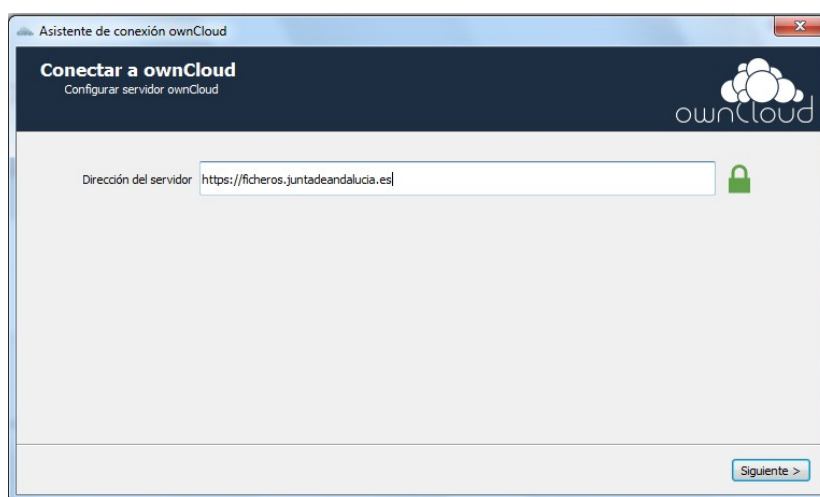 Asistente de conexión ownCloud
Conectar a ownCloud
Configurar servidor ownCloud
ownCloud
Dirección del servidor https://ficheros.juntadeandalucia.es
Siguiente >